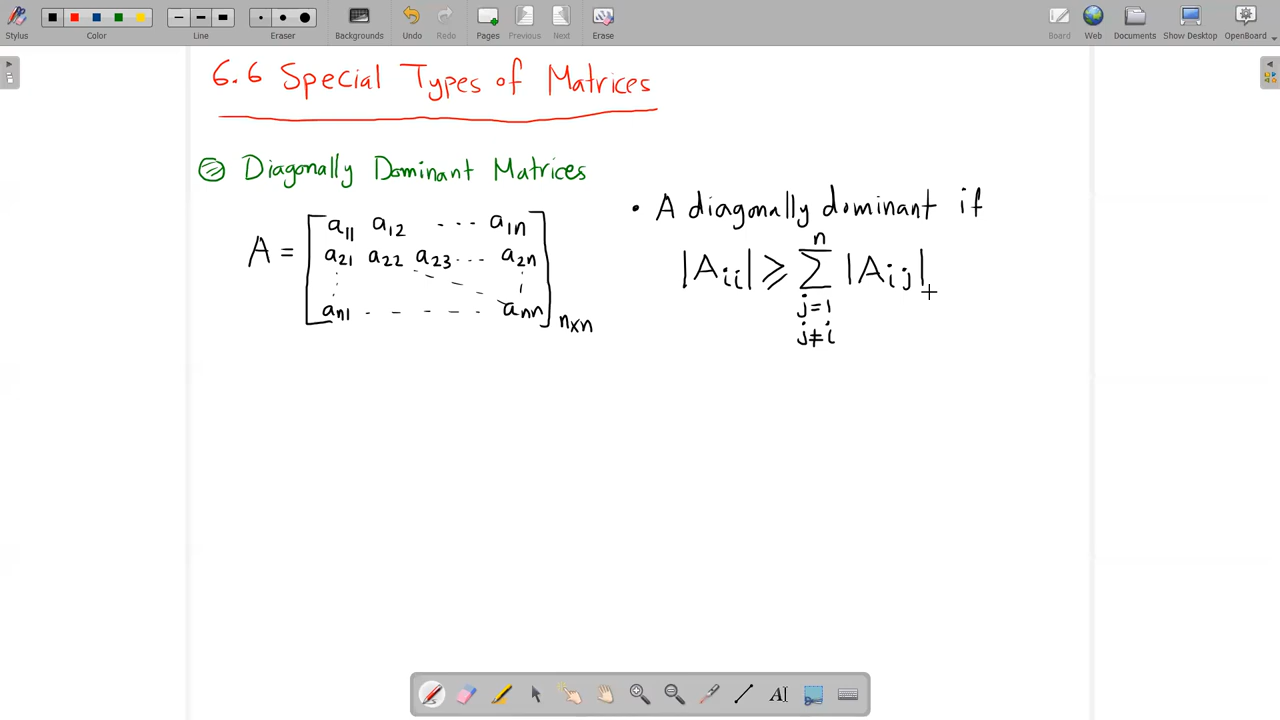 Stylus
Color
Line
Eraser
Backgrounds
Undo
Redo
Pages
Previous
Next
Erase
Board
Web
Documents
Show Desktop
OpenBoard
6.6 Special Types of Matrices
Diagonally Dominant Matrices
A = [ a11 a12 ... a1n
a21 a22 a23 ... a2n
an1 . - - - - . ann ] n×n
• A diagonally dominant if
|Aii| ⩾ n∑j=1 j≠i |Aij|